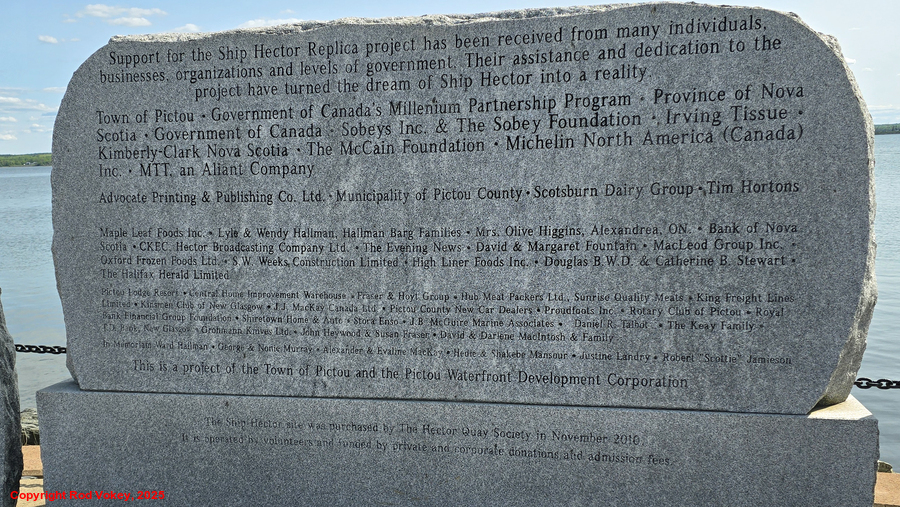 Support for the Ship Hector Replica project has been received from many individuals,
businesses, organizations and levels of government. Their assistance and dedication to the
project have turned the dream of Ship Hector into a reality.
Town of Pictou • Government of Canada's Millenium Partnership Program • Province of Nova
Scotia • Government of Canada • Sobeys Inc. & The Sobey Foundation • Irving Tissue •
Kimberly-Clark Nova Scotia • The McCain Foundation • Michelin North America (Canada)
Inc. • MTT, an Aliant Company
Advocate Printing & Publishing Co. Ltd. • Municipality of Pictou County • Scotsburn Dairy Group • Tim Hortons
Maple Leaf Foods Inc. • Lyle & Wendy Hallman, Hallman Barg Families • Mrs. Olive Higgins, Alexandrea, ON. • Bank of Nova
Scotia • CKEC, Hector Broadcasting Company Ltd. • The Evening News • David & Margaret Fountain • MacLeod Group Inc. •
Oxford Frozen Foods Ltd. • S.W. Weeks Construction Limited • High Liner Foods Inc. • Douglas B.W.D. & Catherine B. Stewart •
The Halifax Herald Limited
Pictou Lodge Resort • Central Home Improvement Warehouse • Fraser & Hoyt Group • Hub Meat Packers Ltd., Sunrise Quality Meats • King Freight Lines
Limited • Kinsmen Club of New Glasgow • J.J. MacKay Canada Ltd. • Pictou County New Car Dealers • Proudfoots Inc. • Rotary Club of Pictou • Royal
Bank Financial Group Foundation • Shiretown Home & Auto • Stora Enso • J.B. McGuire Marine Associates • Daniel R. Talbot • The Keay Family •
T.D. Bank, New Glasgow • Grohmann Knives Ltd. • John Heywood & Susan Fraser • David & Darlene MacIntosh & Family
In Memoriam Ward Hallman • George & Nonie Murray • Alexander & Evaline MacKay • Hedie & Shakebe Mansour • Justine Landry • Robert "Scottie" Jamieson
This is a project of the Town of Pictou and the Pictou Waterfront Development Corporation
The Ship Hector site was purchased by The Hector Quay Society in November 2010.
It is operated by volunteers and funded by private and corporate donations and admission fees.
Copyright Rod